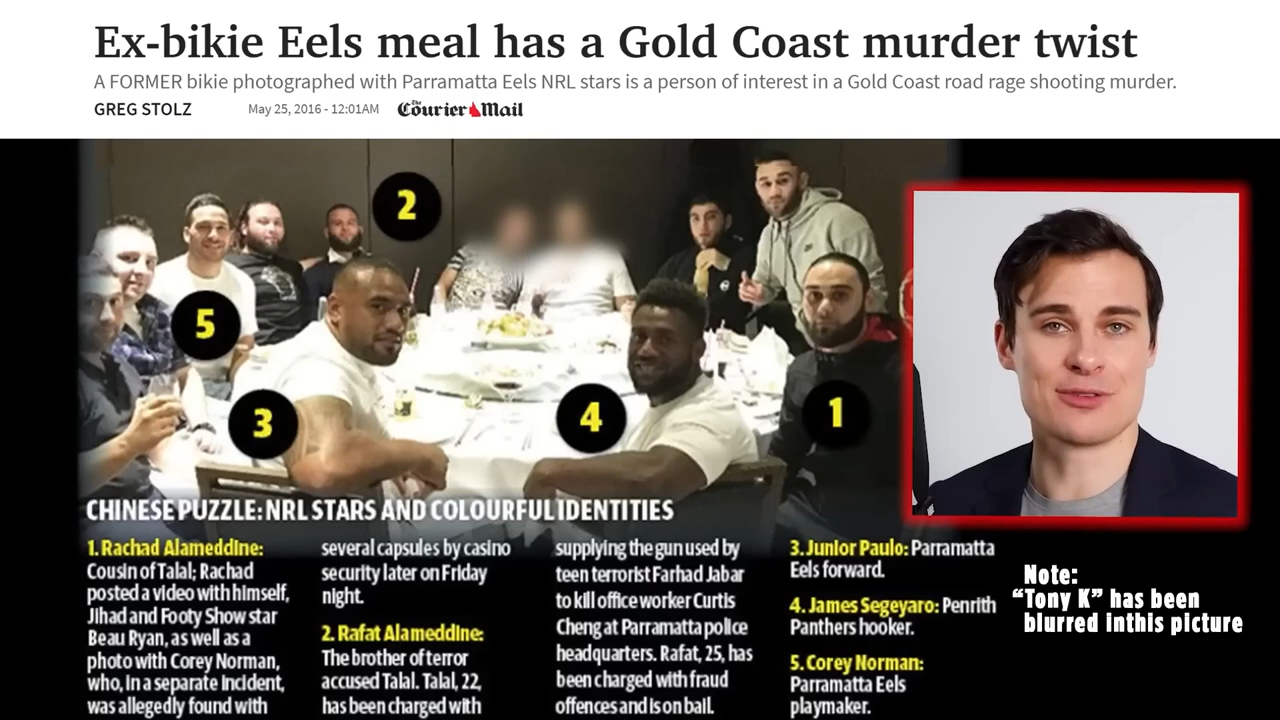 Ex-bikie Eels meal has a Gold Coast murder twist
A FORMER bikie photographed with Parramatta Eels NRL stars is a person of interest in a Gold Coast road rage shooting murder.
GREG STOLZ May 25, 2016 - 12:01AM The Courier Mail
2
5
3
4
1
CHINESE PUZZLE: NRL STARS AND COLOURFUL IDENTITIES
1. Rachad Alameddine:
Cousin of Talal; Rachad
posted a video with himself,
Jihad and Footy Show star
Beau Ryan, as well as a
photo with Corey Norman,
who, in a separate incident,
was allegedly found with
several capsules by casino
security later on Friday
night.
2. Rafat Alameddine:
The brother of terror
accused Talal. Talal, 22,
has been charged with
supplying the gun used by
teen terrorist Farhad Jabar
to kill office worker Curtis
Cheng at Parramatta police
headquarters. Rafat, 25, has
been charged with fraud
offences and is on bail.
3. Junior Paulo: Parramatta
Eels forward.
4. James Segeyaro: Penrith
Panthers hooker.
5. Corey Norman:
Parramatta Eels
playmaker.
Note:
“Tony K” has been
blurred inthis picture